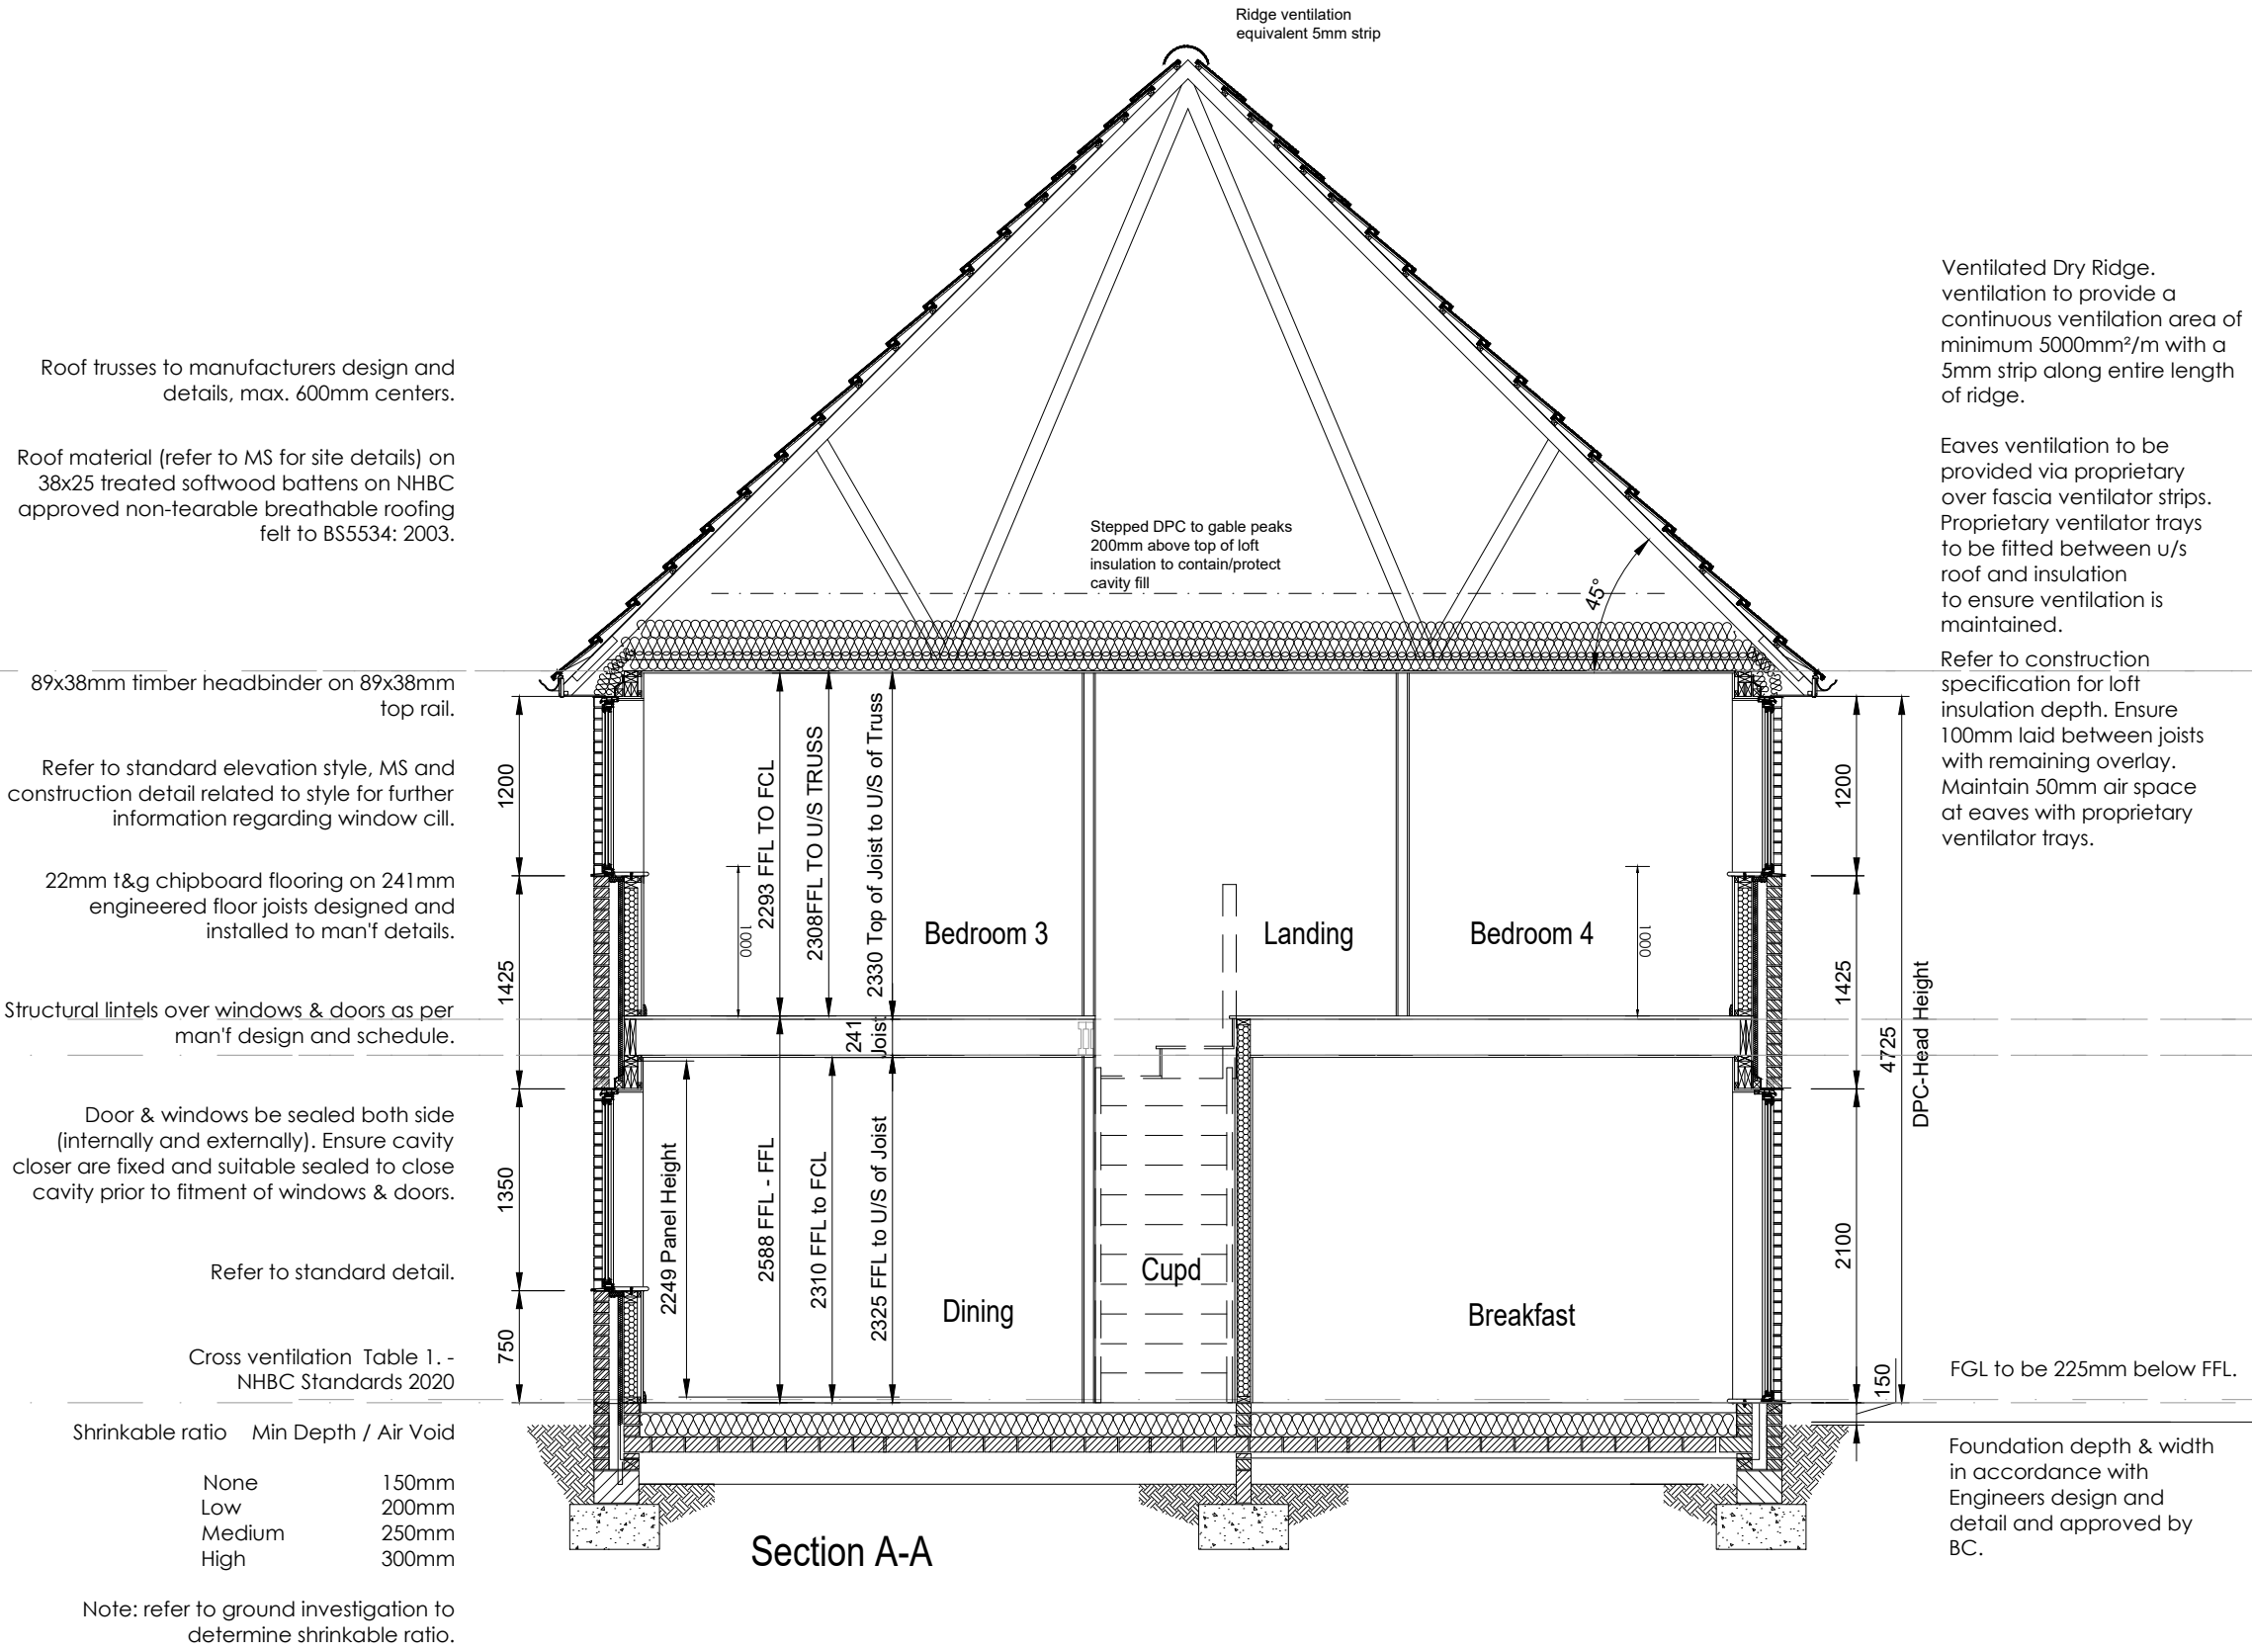 Ridge ventilation
equivalent 5mm strip
Roof trusses to manufacturers design and
details, max. 600mm centers.
Roof material (refer to MS for site details) on
38x25 treated softwood battens on NHBC
approved non-tearable breathable roofing
felt to BS5534: 2003.
89x38mm timber headbinder on 89x38mm
top rail.
Refer to standard elevation style, MS and
construction detail related to style for further
information regarding window cill.
22mm t&g chipboard flooring on 241mm
engineered floor joists designed and
installed to man'f details.
Structural lintels over windows & doors as per
man'f design and schedule.
Door & windows be sealed both side
(internally and externally). Ensure cavity
closer are fixed and suitable sealed to close
cavity prior to fitment of windows & doors.
Refer to standard detail.
Cross ventilation Table 1. -
NHBC Standards 2020
Shrinkable ratio Min Depth / Air Void
None 150mm
Low 200mm
Medium 250mm
High 300mm
Note: refer to ground investigation to
determine shrinkable ratio.
1200
1425
1350
750
Stepped DPC to gable peaks
200mm above top of loft
insulation to contain/protect
cavity fill
45°
1000
2293 FFL TO FCL
2308FFL TO U/S TRUSS
2330 Top of Joist to U/S of Truss
Bedroom 3
Landing
Bedroom 4
1000
241
Joist
2249 Panel Height
2588 FFL - FFL
2310 FFL to FCL
2325 FFL to U/S of Joist
Dining
Cupd
Breakfast
Section A-A
1200
1425
2100
150
4725
DPC-Head Height
Ventilated Dry Ridge.
ventilation to provide a
continuous ventilation area of
minimum 5000mm²/m with a
5mm strip along entire length
of ridge.
Eaves ventilation to be
provided via proprietary
over fascia ventilator strips.
Proprietary ventilator trays
to be fitted between u/s
roof and insulation
to ensure ventilation is
maintained.
Refer to construction
specification for loft
insulation depth. Ensure
100mm laid between joists
with remaining overlay.
Maintain 50mm air space
at eaves with proprietary
ventilator trays.
FGL to be 225mm below FFL.
Foundation depth & width
in accordance with
Engineers design and
detail and approved by
BC.